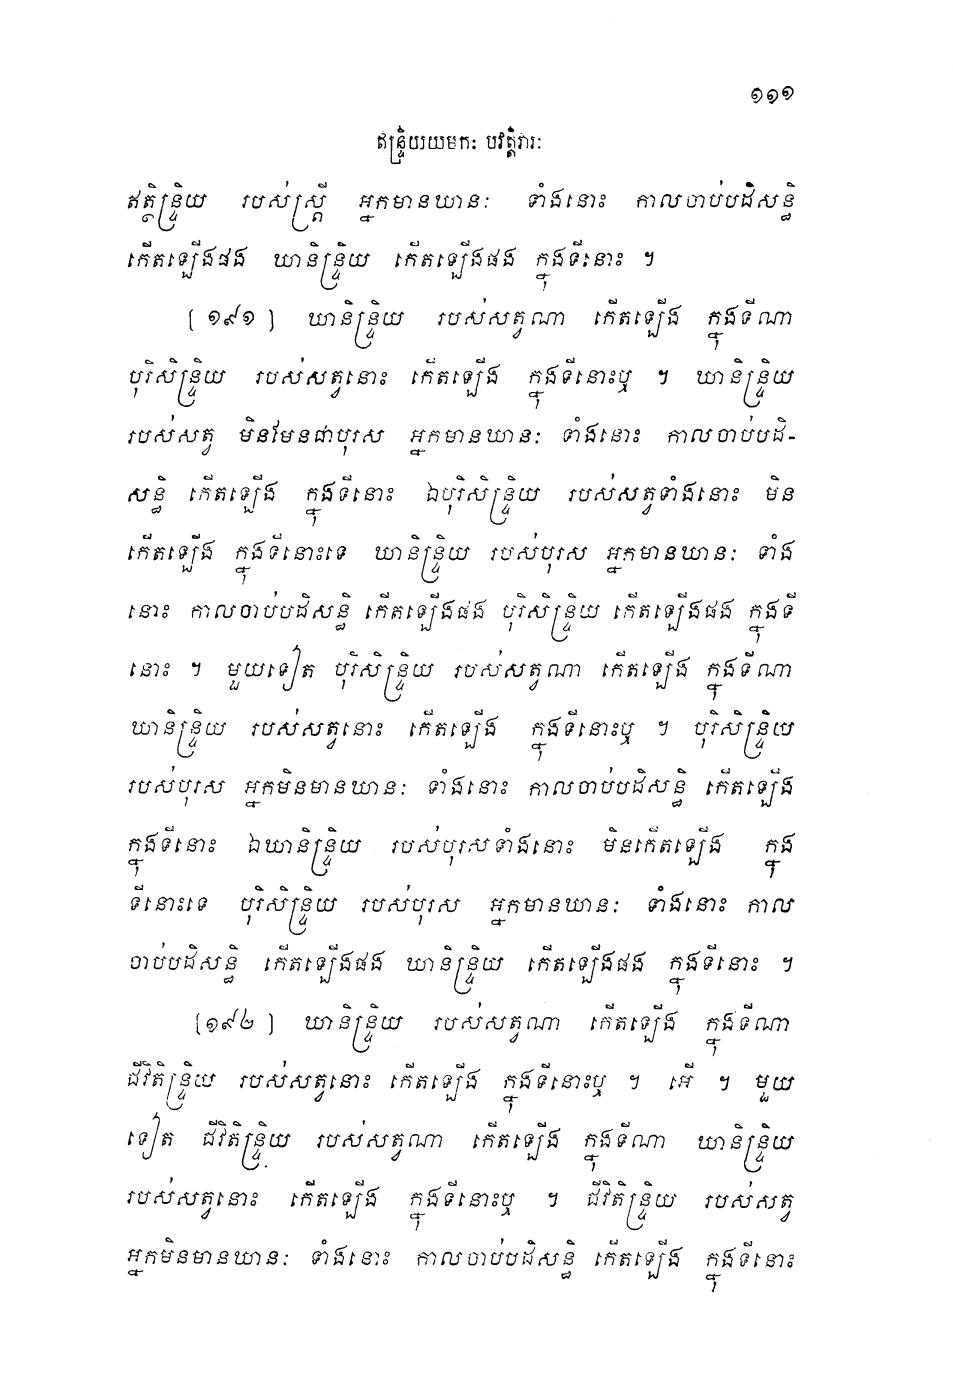 ១១១
ឥន្ទ្រិយយមកៈ បវត្តិវារៈ
ឥត្ថិន្ទ្រិយ របស់ស្ត្រី អ្នកមានឃានៈ ទាំងនោះ កាលចាប់បដិសន្ធិ
កើតឡើងផង ឃានិន្ទ្រិយ កើតឡើងផង ក្នុងទីនោះ ។
[១៩១] ឃានិន្ទ្រិយ របស់សត្វណា កើតឡើង ក្នុងទីណា
បុរិសិន្ទ្រិយ របស់សត្វនោះ កើតឡើង ក្នុងទីនោះឬ ។ ឃានិន្ទ្រិយ
របស់សត្វ មិនមែនជាបុរស អ្នកមានឃានៈ ទាំងនោះ កាលចាប់បដិ-
សន្ធិ កើតឡើង ក្នុងទីនោះ ឯបុរិសិន្ទ្រិយ របស់សត្វទាំងនោះ មិន
កើតឡើង ក្នុងទីនោះទេ ឃានិន្ទ្រិយ របស់បុរស អ្នកមានឃានៈ ទាំង
នោះ កាលចាប់បដិសន្ធិ កើតឡើងផង បុរិសិន្ទ្រិយ កើតឡើងផង ក្នុងទី
នោះ ។ មួយទៀត បុរិសិន្ទ្រិយ របស់សត្វណា កើតឡើង ក្នុងទីណា
ឃានិន្ទ្រិយ របស់សត្វនោះ កើតឡើង ក្នុងទីនោះឬ ។ បុរិសិន្ទ្រិយ
របស់បុរស អ្នកមិនមានឃានៈ ទាំងនោះ កាលចាប់បដិសន្ធិ កើតឡើង
ក្នុងទីនោះ ឯឃានិន្ទ្រិយ របស់បុរសទាំងនោះ មិនកើតឡើង ក្នុង
ទីនោះទេ បុរិសិន្ទ្រិយ របស់បុរស អ្នកមានឃានៈ ទាំងនោះ កាល
ចាប់បដិសន្ធិ កើតឡើងផង ឃានិន្ទ្រិយ កើតឡើងផង ក្នុងទីនោះ ។
[១៩២] ឃានិន្ទ្រិយ របស់សត្វណា កើតឡើង ក្នុងទីណា
ជីវិតិន្ទ្រិយ របស់សត្វនោះ កើតឡើង ក្នុងទីនោះឬ ។ អើ ។ មួយ
ទៀត ជីវិតិន្ទ្រិយ របស់សត្វណា កើតឡើង ក្នុងទីណា ឃានិន្ទ្រិយ
របស់សត្វនោះ កើតឡើង ក្នុងទីនោះឬ ។ ជីវិតិន្ទ្រិយ របស់សត្វ
អ្នកមិនមានឃានៈ ទាំងនោះ កាលចាប់បដិសន្ធិ កើតឡើង ក្នុងទីនោះ